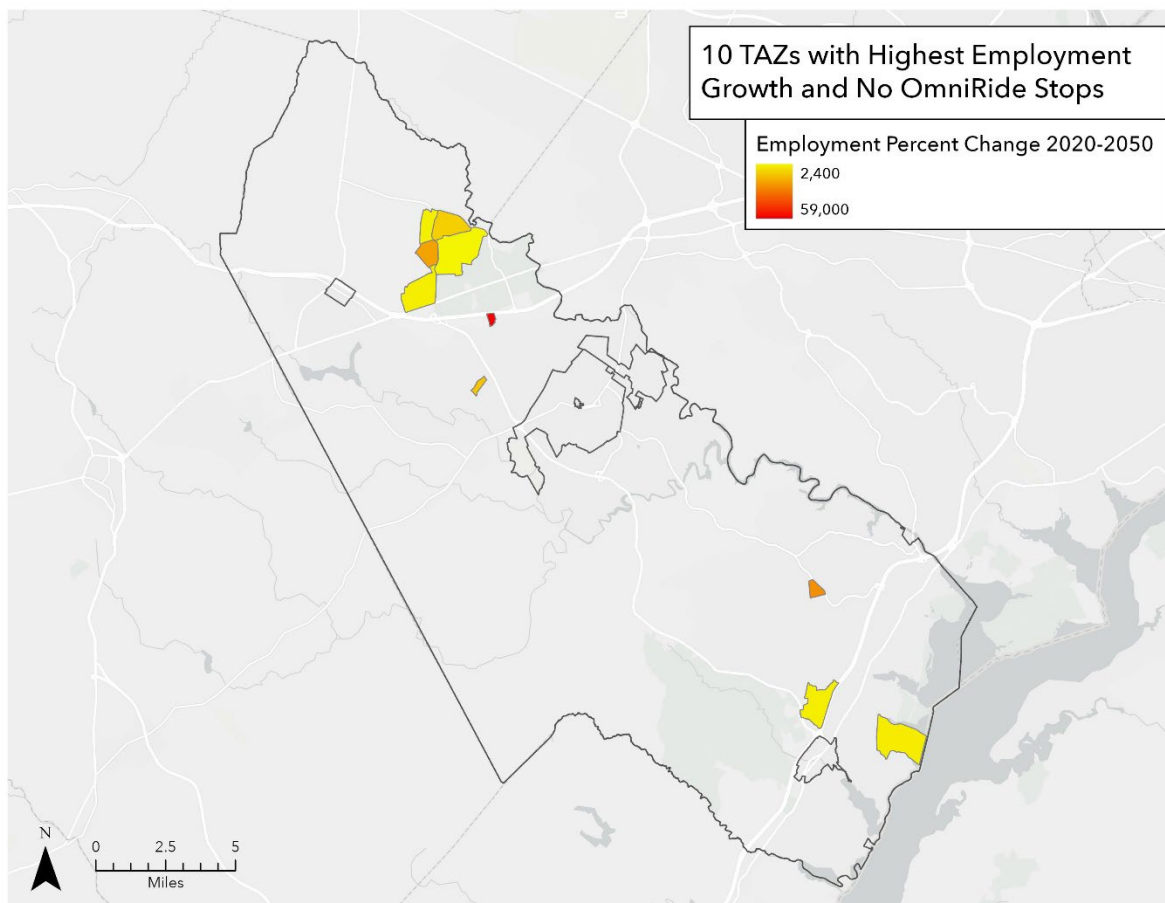 10 TAZs with Highest Employment
Growth and No OmniRide Stops
Employment Percent Change 2020-2050
2,400
59,000
N
0 2.5 5
Miles